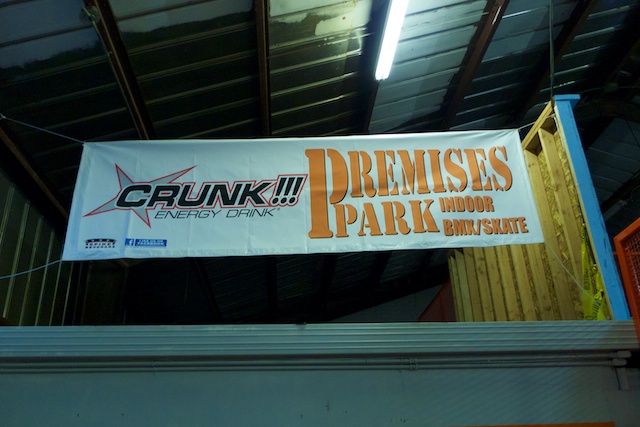 CRUNK!!!
ENERGY DRINK
PREMISES
PARK INDOOR
BMX/SKATE